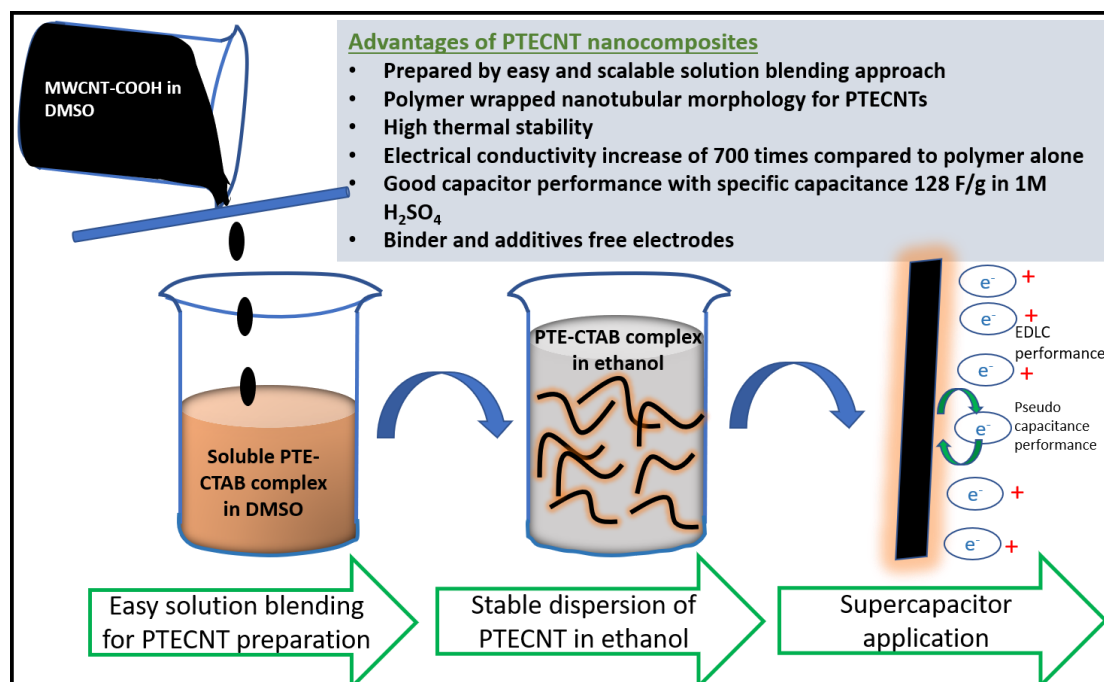 Advantages of PTECNT nanocomposites
• Prepared by easy and scalable solution blending approach
• Polymer wrapped nanotubular morphology for PTECNTs
• High thermal stability
• Electrical conductivity increase of 700 times compared to polymer alone
• Good capacitor performance with specific capacitance 128 F/g in 1M
H₂SO₄
• Binder and additives free electrodes
MWCNT-COOH in
DMSO
Soluble PTE-
CTAB complex
in DMSO
PTE-CTAB complex
in ethanol
e⁻ +
e⁻ +
EDLC
performance
e⁻ +
Pseudo
capacitance
performance
e⁻
e⁻ +
e⁻ +
Easy solution blending
for PTECNT preparation
Stable dispersion of
PTECNT in ethanol
Supercapacitor
application